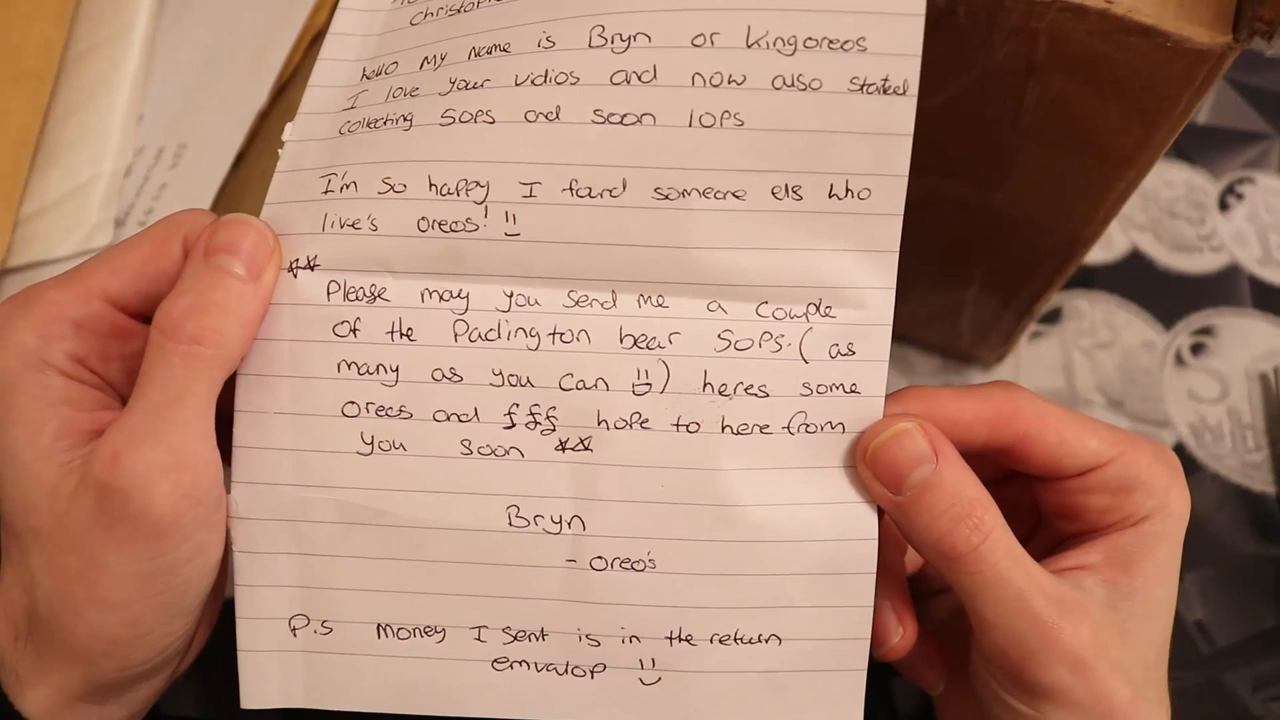 Christop
hello my name is Bryn or Kingoreos
I love your vidios and now also stated
collecting 50ps and soon 10ps
I'm so happy I found someone els who
like's oreos!
Please may you send me a couple
of the Padington bear 50ps. (as
many as you can) heres some
oreos and £££ hope to here from
you soon
Bryn
- Oreo's
P.S money I sent is in the return
emvalop